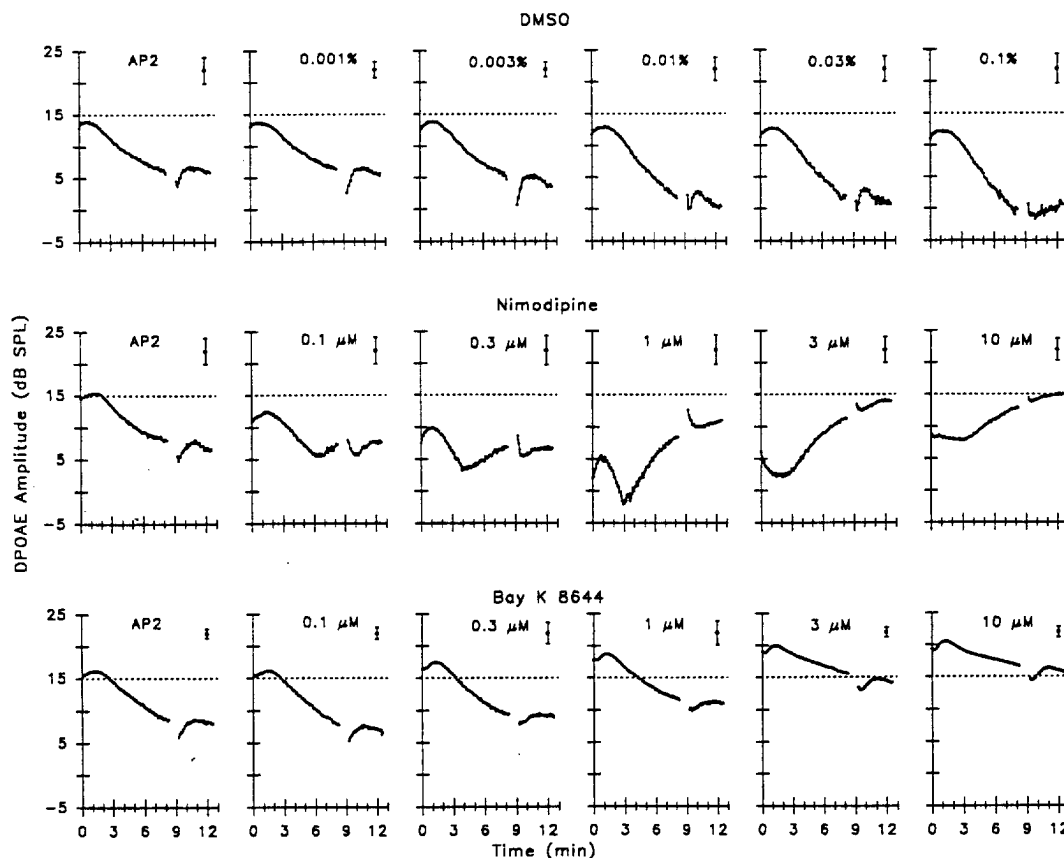 DMSO
AP2 0.001% 0.003% 0.01% 0.03% 0.1%
25
15
5
-5
Nimodipine
AP2 0.1 μM 0.3 μM 1 μM 3 μM 10 μM
25
15
5
-5
DPOAE Amplitude (dB SPL)
Bay K 8644
AP2 0.1 μM 0.3 μM 1 μM 3 μM 10 μM
25
15
5
-5
0 3 6 9 12 0 3 6 9 12 0 3 6 9 12 0 3 6 9 12 0 3 6 9 12 0 3 6 9 12
Time (min)